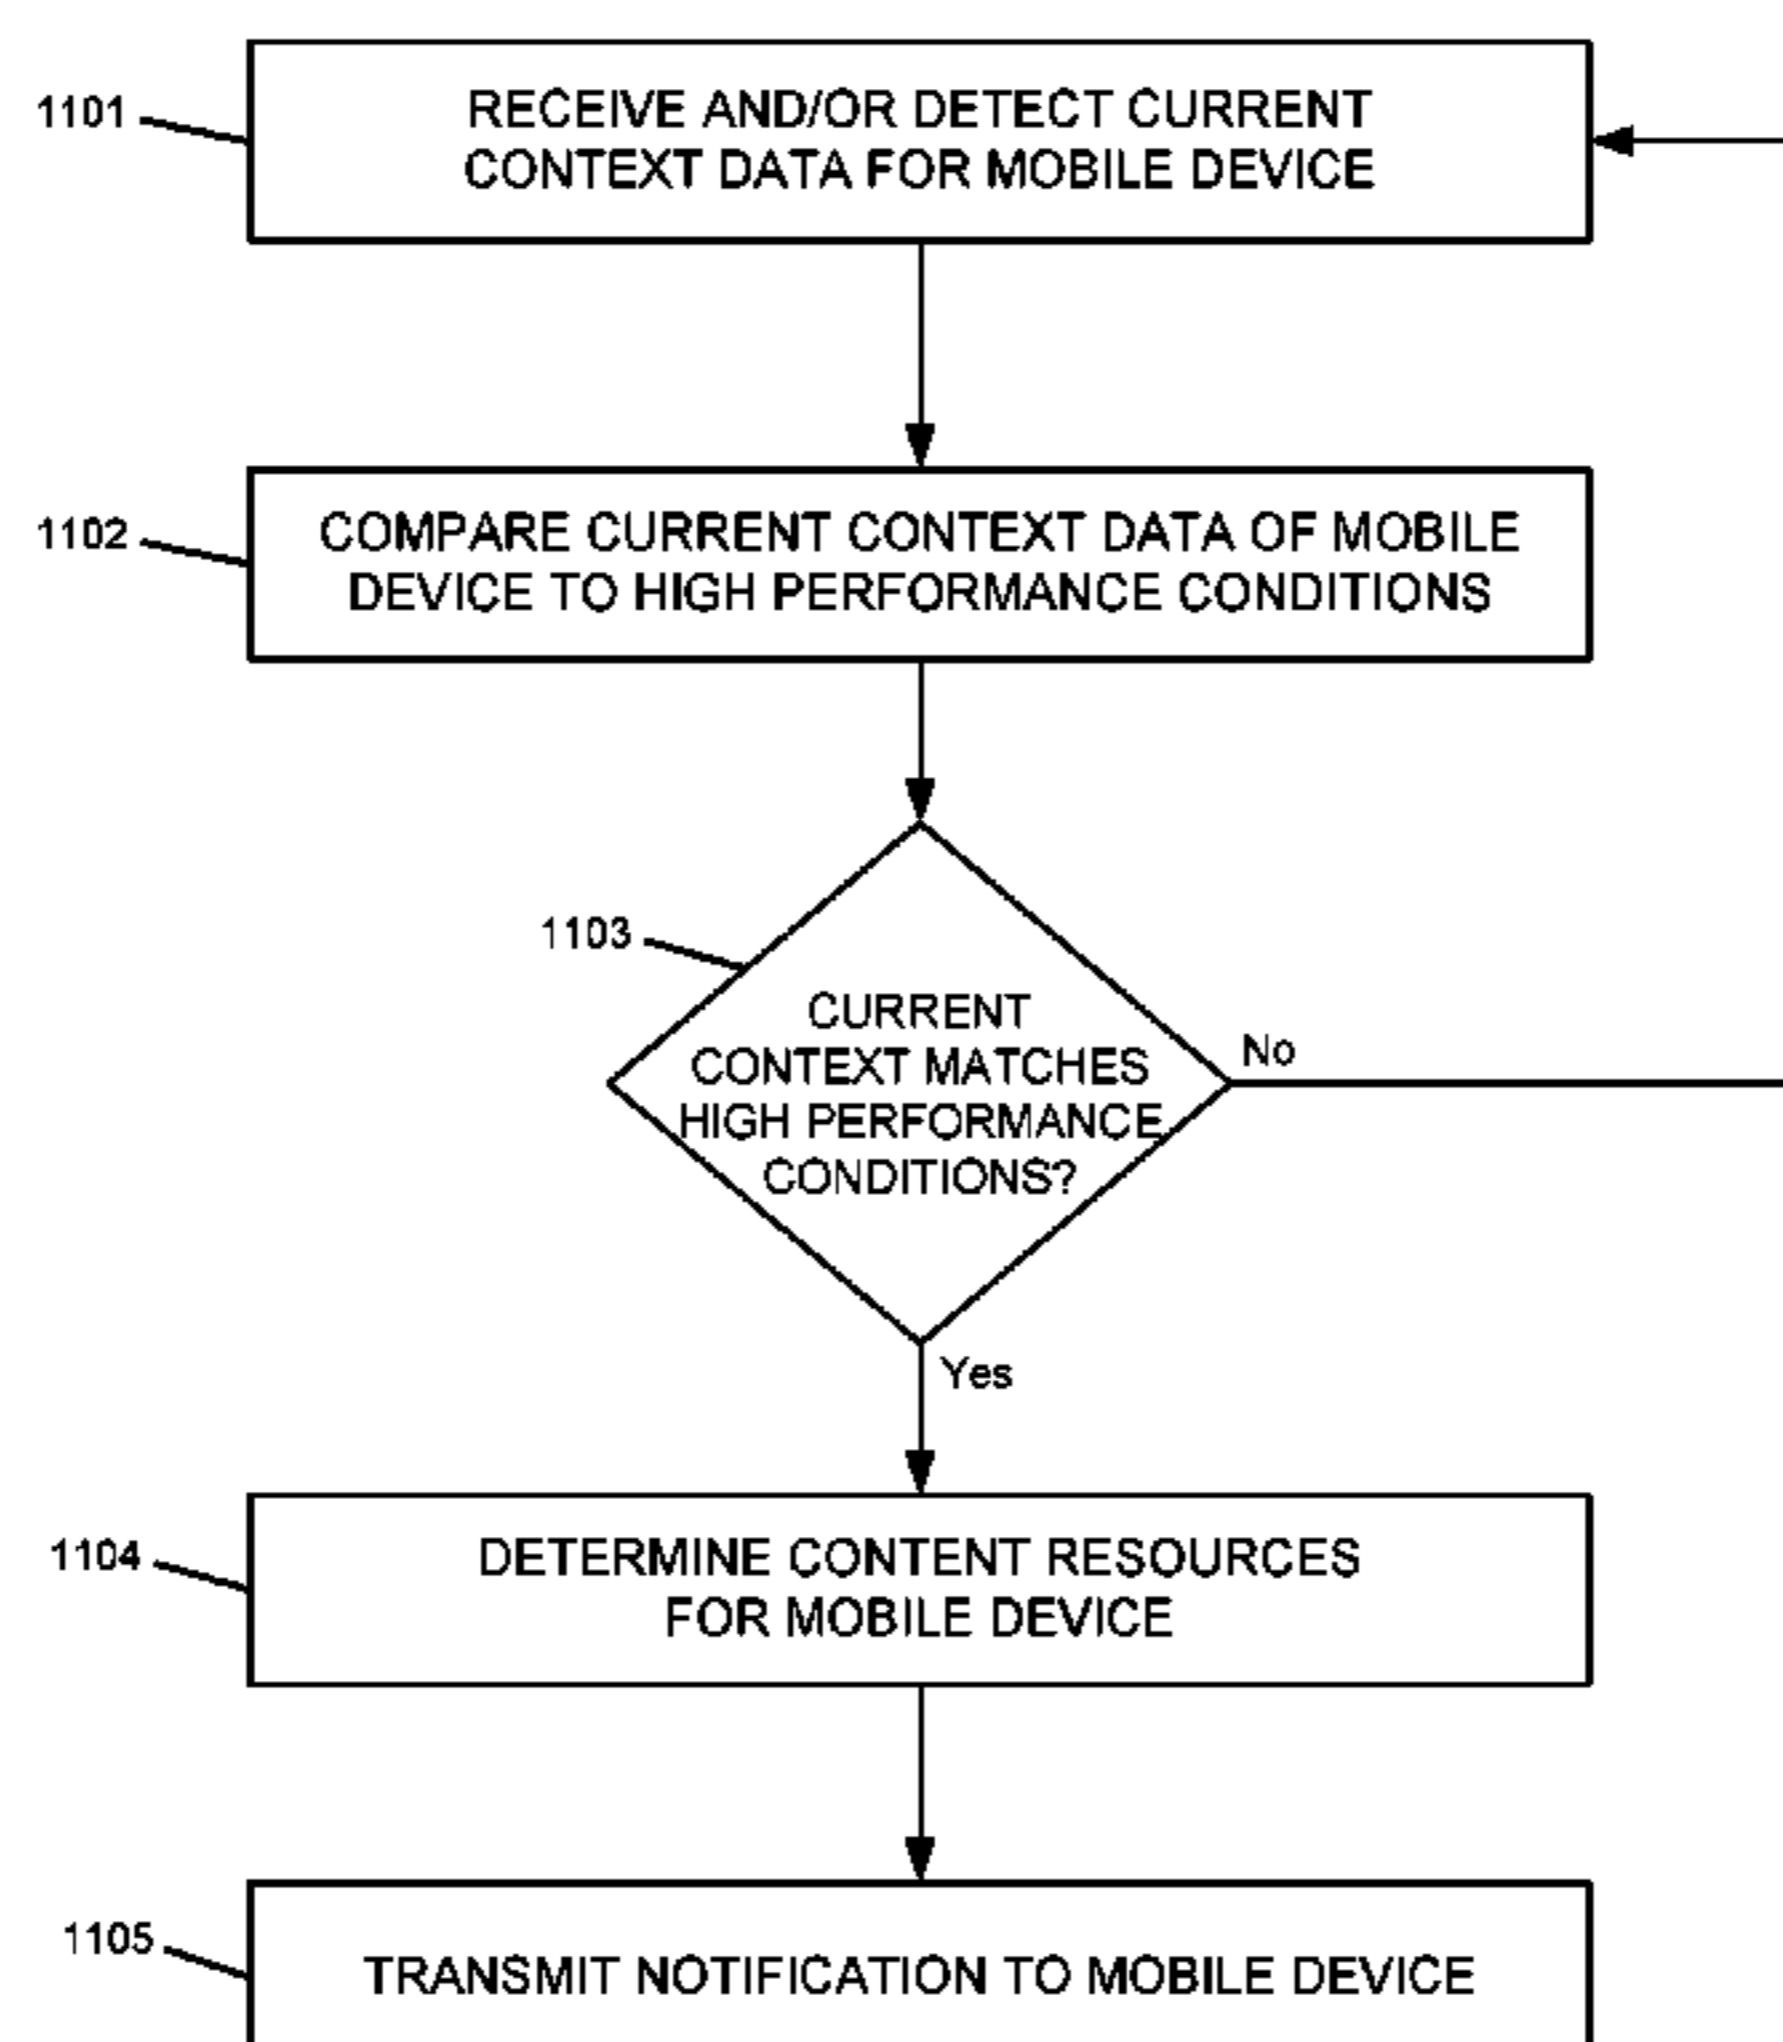 1101
RECEIVE AND/OR DETECT CURRENT
CONTEXT DATA FOR MOBILE DEVICE
1102
COMPARE CURRENT CONTEXT DATA OF MOBILE
DEVICE TO HIGH PERFORMANCE CONDITIONS
1103
CURRENT
CONTEXT MATCHES
HIGH PERFORMANCE
CONDITIONS?
No
Yes
1104
DETERMINE CONTENT RESOURCES
FOR MOBILE DEVICE
1105
TRANSMIT NOTIFICATION TO MOBILE DEVICE